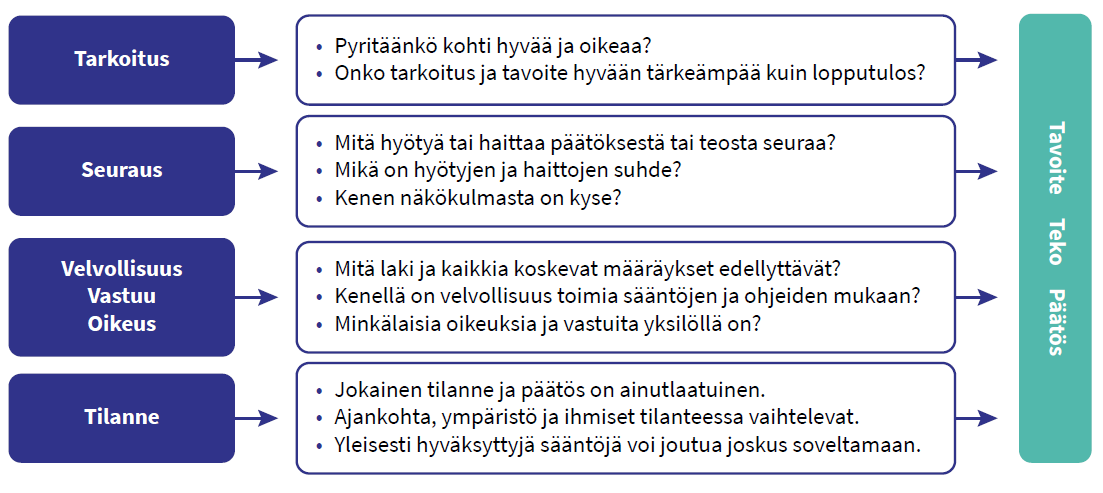 Tarkoitus
• Pyritäänkö kohti hyvää ja oikeaa?
• Onko tarkoitus ja tavoite hyvään tärkeämpää kuin lopputulos?
Seuraus
• Mitä hyötyä tai haittaa päätöksestä tai teosta seuraa?
• Mikä on hyötyjen ja haittojen suhde?
• Kenen näkökulmasta on kyse?
Velvollisuus
Vastuu
Oikeus
• Mitä laki ja kaikkia koskevat määräykset edellyttävät?
• Kenellä on velvollisuus toimia sääntöjen ja ohjeiden mukaan?
• Minkälaisia oikeuksia ja vastuita yksilöllä on?
Tilanne
• Jokainen tilanne ja päätös on ainutlaatuinen.
• Ajankohta, ympäristö ja ihmiset tilanteessa vaihtelevat.
• Yleisesti hyväksyttyjä sääntöjä voi joutua joskus soveltamaan.
Tavoite Teko Päätös